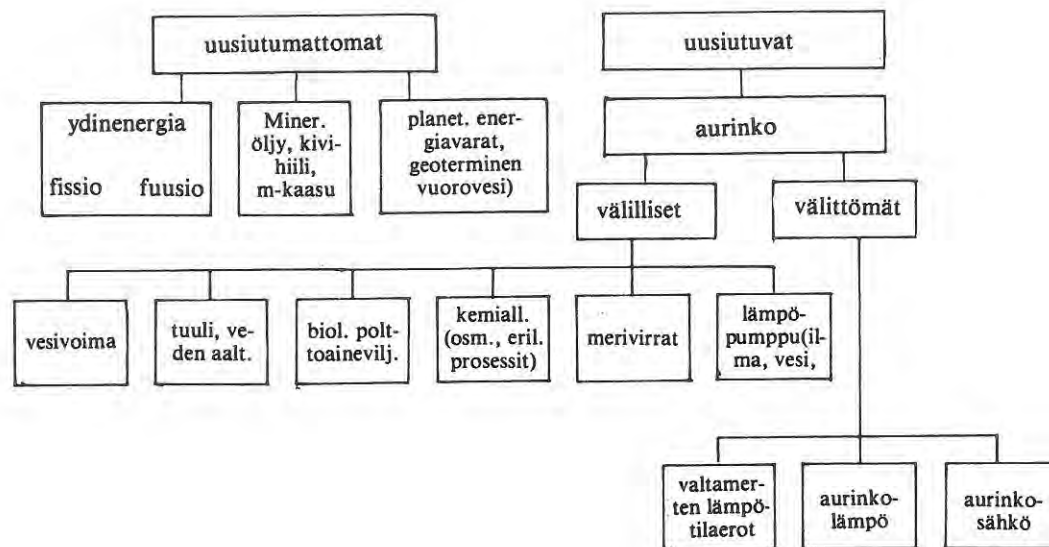 uusiutumattomat
uusiutuvat
ydinenergia
fissio fuusio
Miner.
öljy, kivi-
hiili,
m-kaasu
planet. ener-
giavarat,
geoterminen
vuorovesi)
aurinko
välilliset
välittömät
vesivoima
tuuli, ve-
den aalt.
biol. polt-
toainevilj.
kemiall.
(osm., eril.
prosessit)
merivirrat
lämpö-
pumppu(il-
ma, vesi,
valtamer-
ten lämpö-
tilaerot
aurinko-
lämpö
aurinko-
sähkö